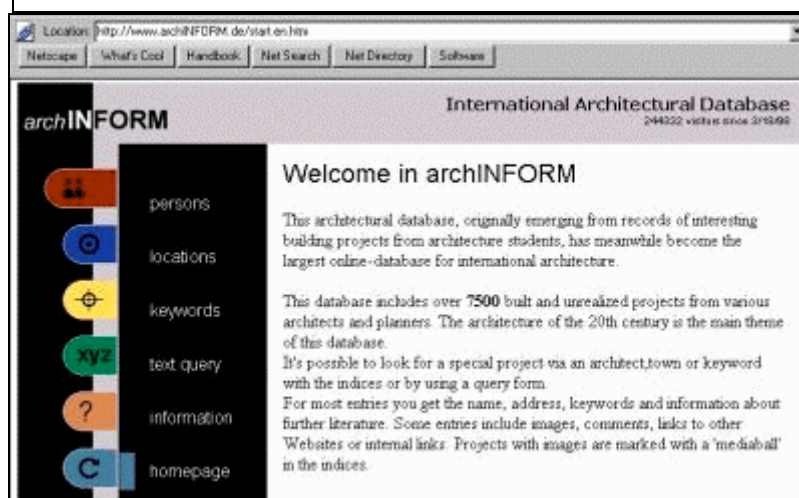 Location: http://www.archINFORM.de/start.en.htm
Netscape What's Cool Handbook Net Search Net Directory Software
archINFORM
International Architectural Database
244332 visitors since 3/18/98
persons
locations
keywords
xyz
text query
?
information
homepage
Welcome in archINFORM
This architectural database, originally emerging from records of interesting
building projects from architecture students, has meanwhile become the
largest online-database for international architecture.
This database includes over 7500 built and unrealized projects from various
architects and planners. The architecture of the 20th century is the main theme
of this database.
It's possible to look for a special project via an architect,town or keyword
with the indices or by using a query form.
For most entries you get the name, address, keywords and information about
further literature. Some entries include images, comments, links to other
Websites or internal links. Projects with images are marked with a 'mediaball'
in the indices.